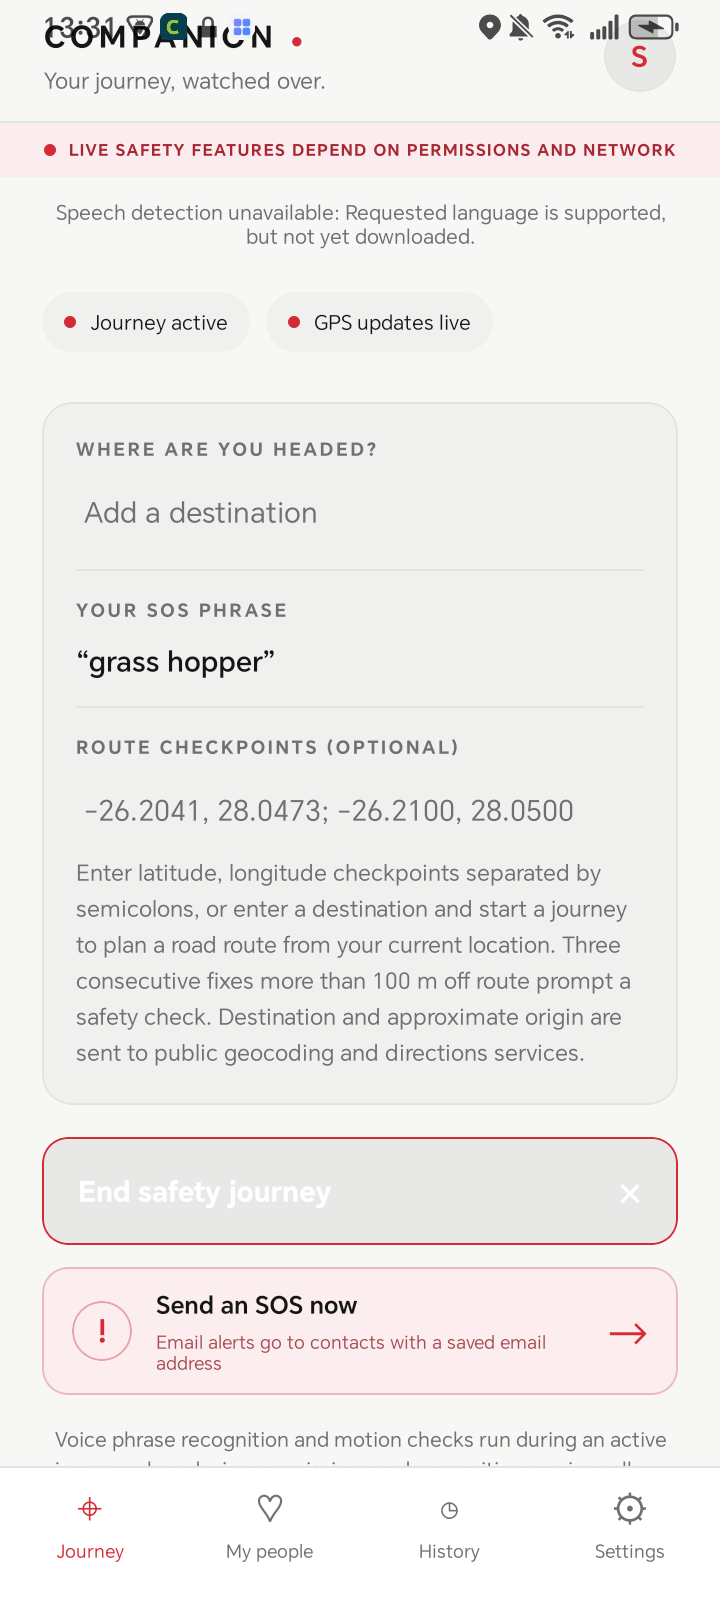 13:31
COMPANION
S
Your journey, watched over.
LIVE SAFETY FEATURES DEPEND ON PERMISSIONS AND NETWORK
Speech detection unavailable: Requested language is supported,
but not yet downloaded.
Journey active
GPS updates live
WHERE ARE YOU HEADED?
Add a destination
YOUR SOS PHRASE
“grass hopper”
ROUTE CHECKPOINTS (OPTIONAL)
-26.2041, 28.0473; -26.2100, 28.0500
Enter latitude, longitude checkpoints separated by
semicolons, or enter a destination and start a journey
to plan a road route from your current location. Three
consecutive fixes more than 100 m off route prompt a
safety check. Destination and approximate origin are
sent to public geocoding and directions services.
End safety journey
Send an SOS now
Email alerts go to contacts with a saved email
address
Voice phrase recognition and motion checks run during an active
Journey
My people
History
Settings